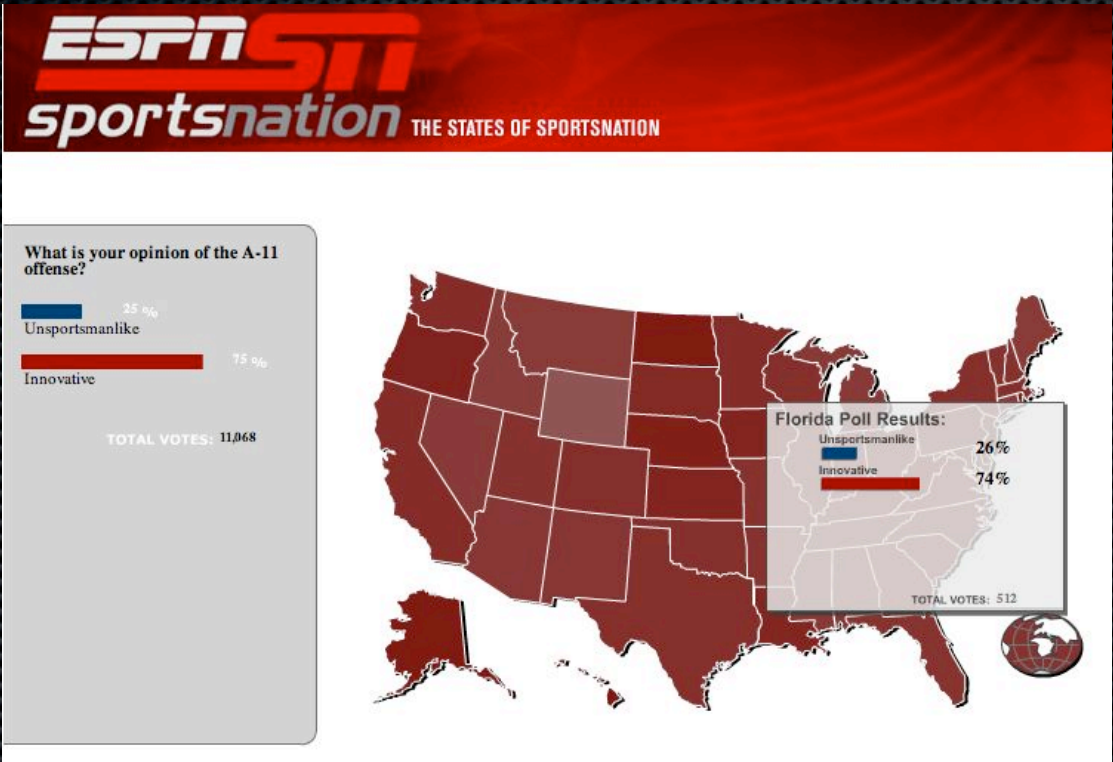 ESPN SN
sportsnation THE STATES OF SPORTSNATION
What is your opinion of the A-11
offense?
25 %
Unsportsmanlike
75 %
Innovative
TOTAL VOTES: 11,068
Florida Poll Results:
Unsportsmanlike
26%
Innovative
74%
TOTAL VOTES: 512